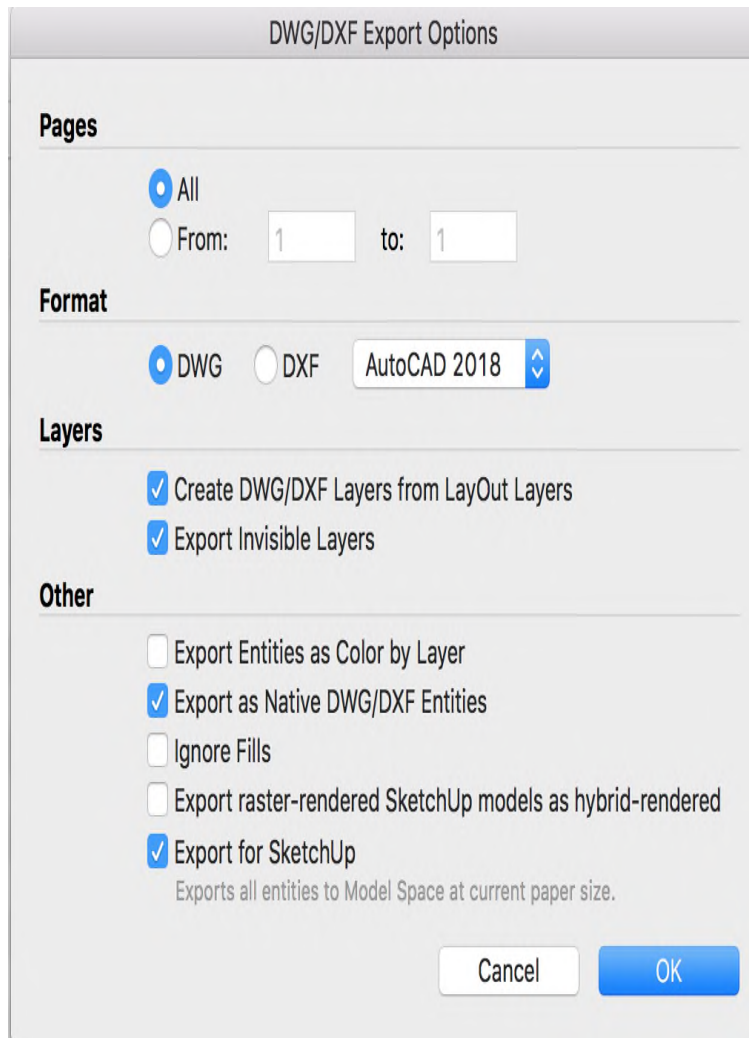 DWG/DXF Export Options
Pages
All
From: 1 to: 1
Format
DWG DXF AutoCAD 2018
Layers
Create DWG/DXF Layers from LayOut Layers
Export Invisible Layers
Other
Export Entities as Color by Layer
Export as Native DWG/DXF Entities
Ignore Fills
Export raster-rendered SketchUp models as hybrid-rendered
Export for SketchUp
Exports all entities to Model Space at current paper size.
Cancel OK